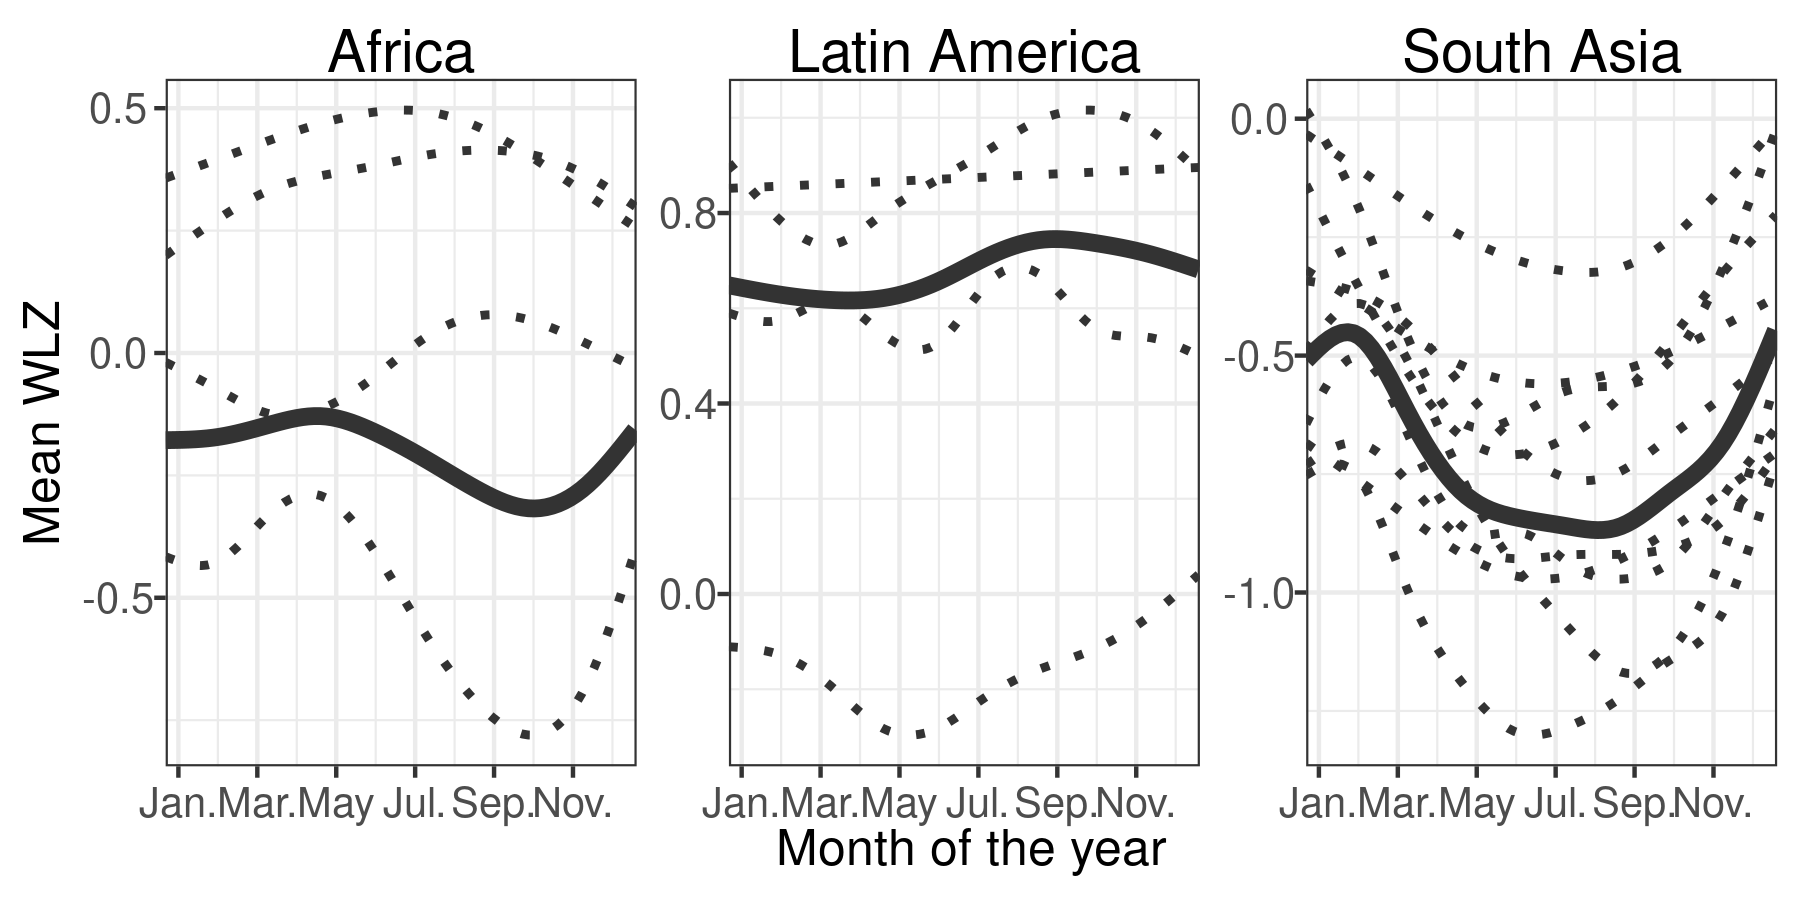 Africa Latin America South Asia
Mean WLZ
0.5
0.0
-0.5
0.8
0.4
0.0
0.0
-0.5
-1.0
Jan. Mar. May Jul. Sep. Nov.
Jan. Mar. May Jul. Sep. Nov.
Jan. Mar. May Jul. Sep. Nov.
Month of the year